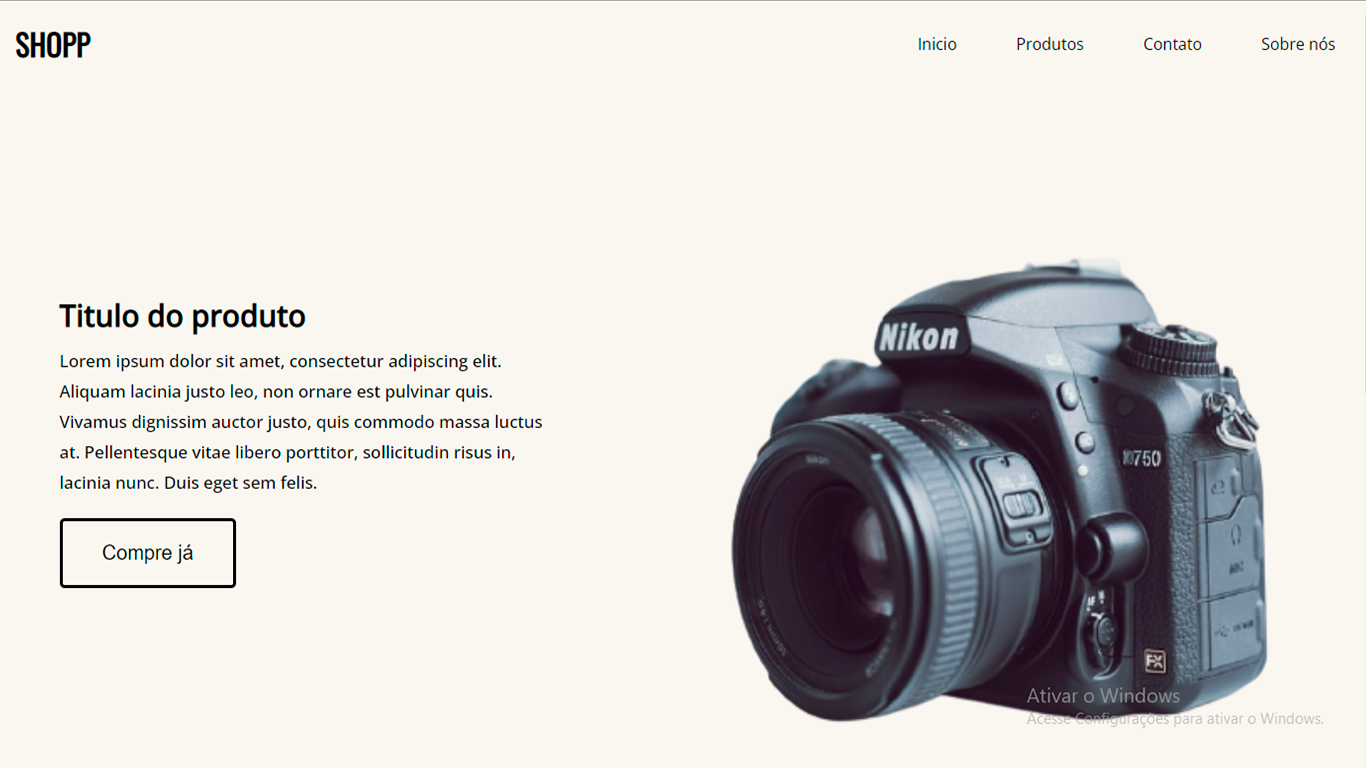 SHOPP
Inicio Produtos Contato Sobre nós
Titulo do produto
Lorem ipsum dolor sit amet, consectetur adipiscing elit.
Aliquam lacinia justo leo, non ornare est pulvinar quis.
Vivamus dignissim auctor justo, quis commodo massa luctus
at. Pellentesque vitae libero porttitor, sollicitudin risus in,
lacinia nunc. Duis eget sem felis.
Compre já
Nikon
Nikon
D750
MIC
FX
Ativar o Windows
Acesse Configurações para ativar o Windows.